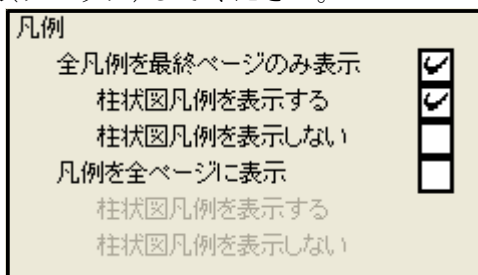 凡例
全凡例を最終ページのみ表示
柱状図凡例を表示する
柱状図凡例を表示しない
凡例を全ページに表示
柱状図凡例を表示する
柱状図凡例を表示しない